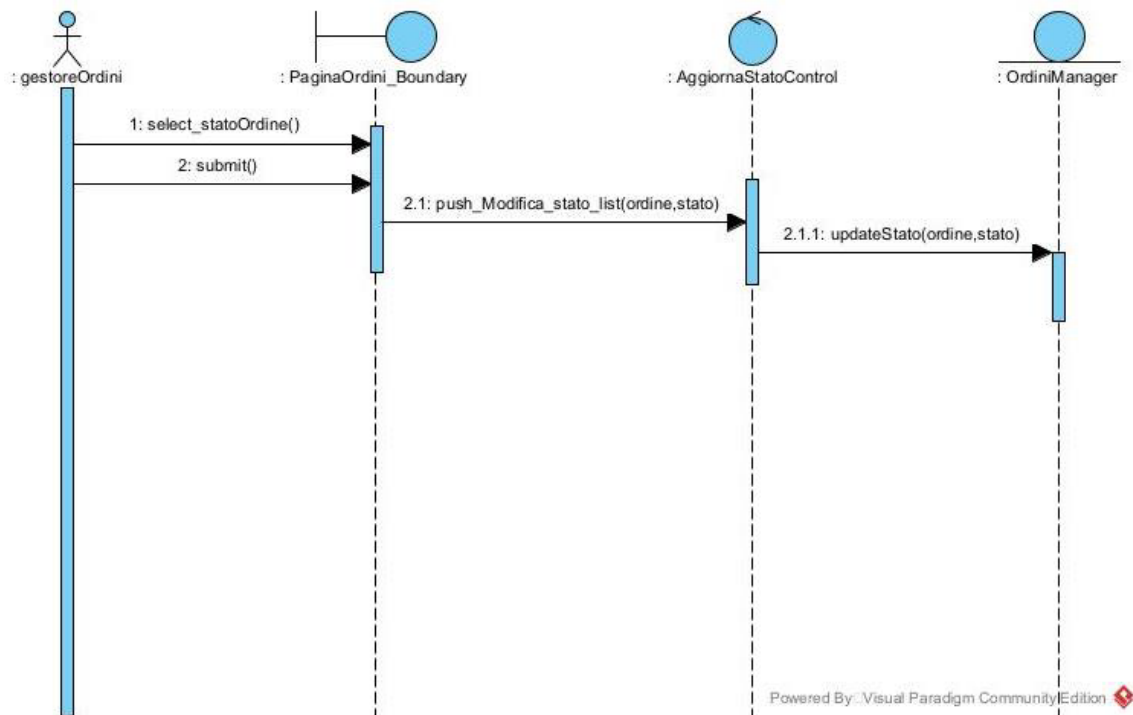 : gestoreOrdini
: PaginaOrdini_Boundary
: AggiornaStatoControl
: OrdiniManager
1: select_statoOrdine()
2: submit()
2.1: push_Modifica_stato_list(ordine,stato)
2.1.1: updateStato(ordine,stato)
Powered By Visual Paradigm Community Edition